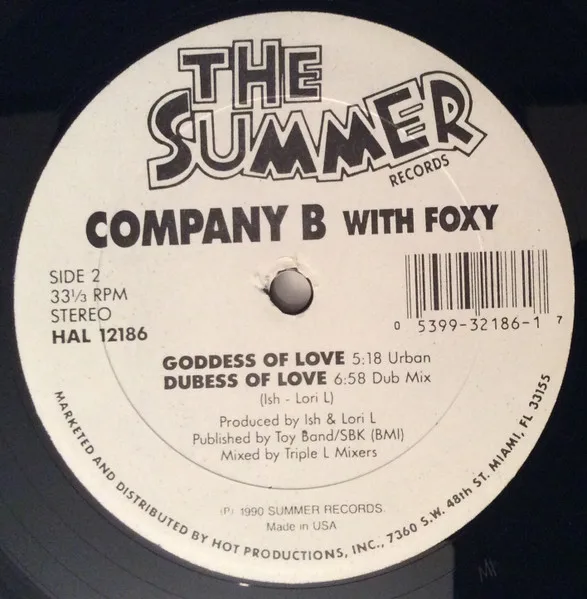 THE
SUMMER
RECORDS
COMPANY B WITH FOXY
SIDE 2
33⅓ RPM
STEREO
HAL 12186
0 5399-32186-1 7
GODDESS OF LOVE 5:18 Urban
DUBESS OF LOVE 6:58 Dub Mix
(Ish - Lori L)
Produced by Ish & Lori L
Published by Toy Band/SBK (BMI)
Mixed by Triple L Mixers
(P) 1990 SUMMER RECORDS.
Made in USA
MARKETED AND DISTRIBUTED BY HOT PRODUCTIONS, INC., 7360 S.W. 48th ST. MIAMI, FL 33155